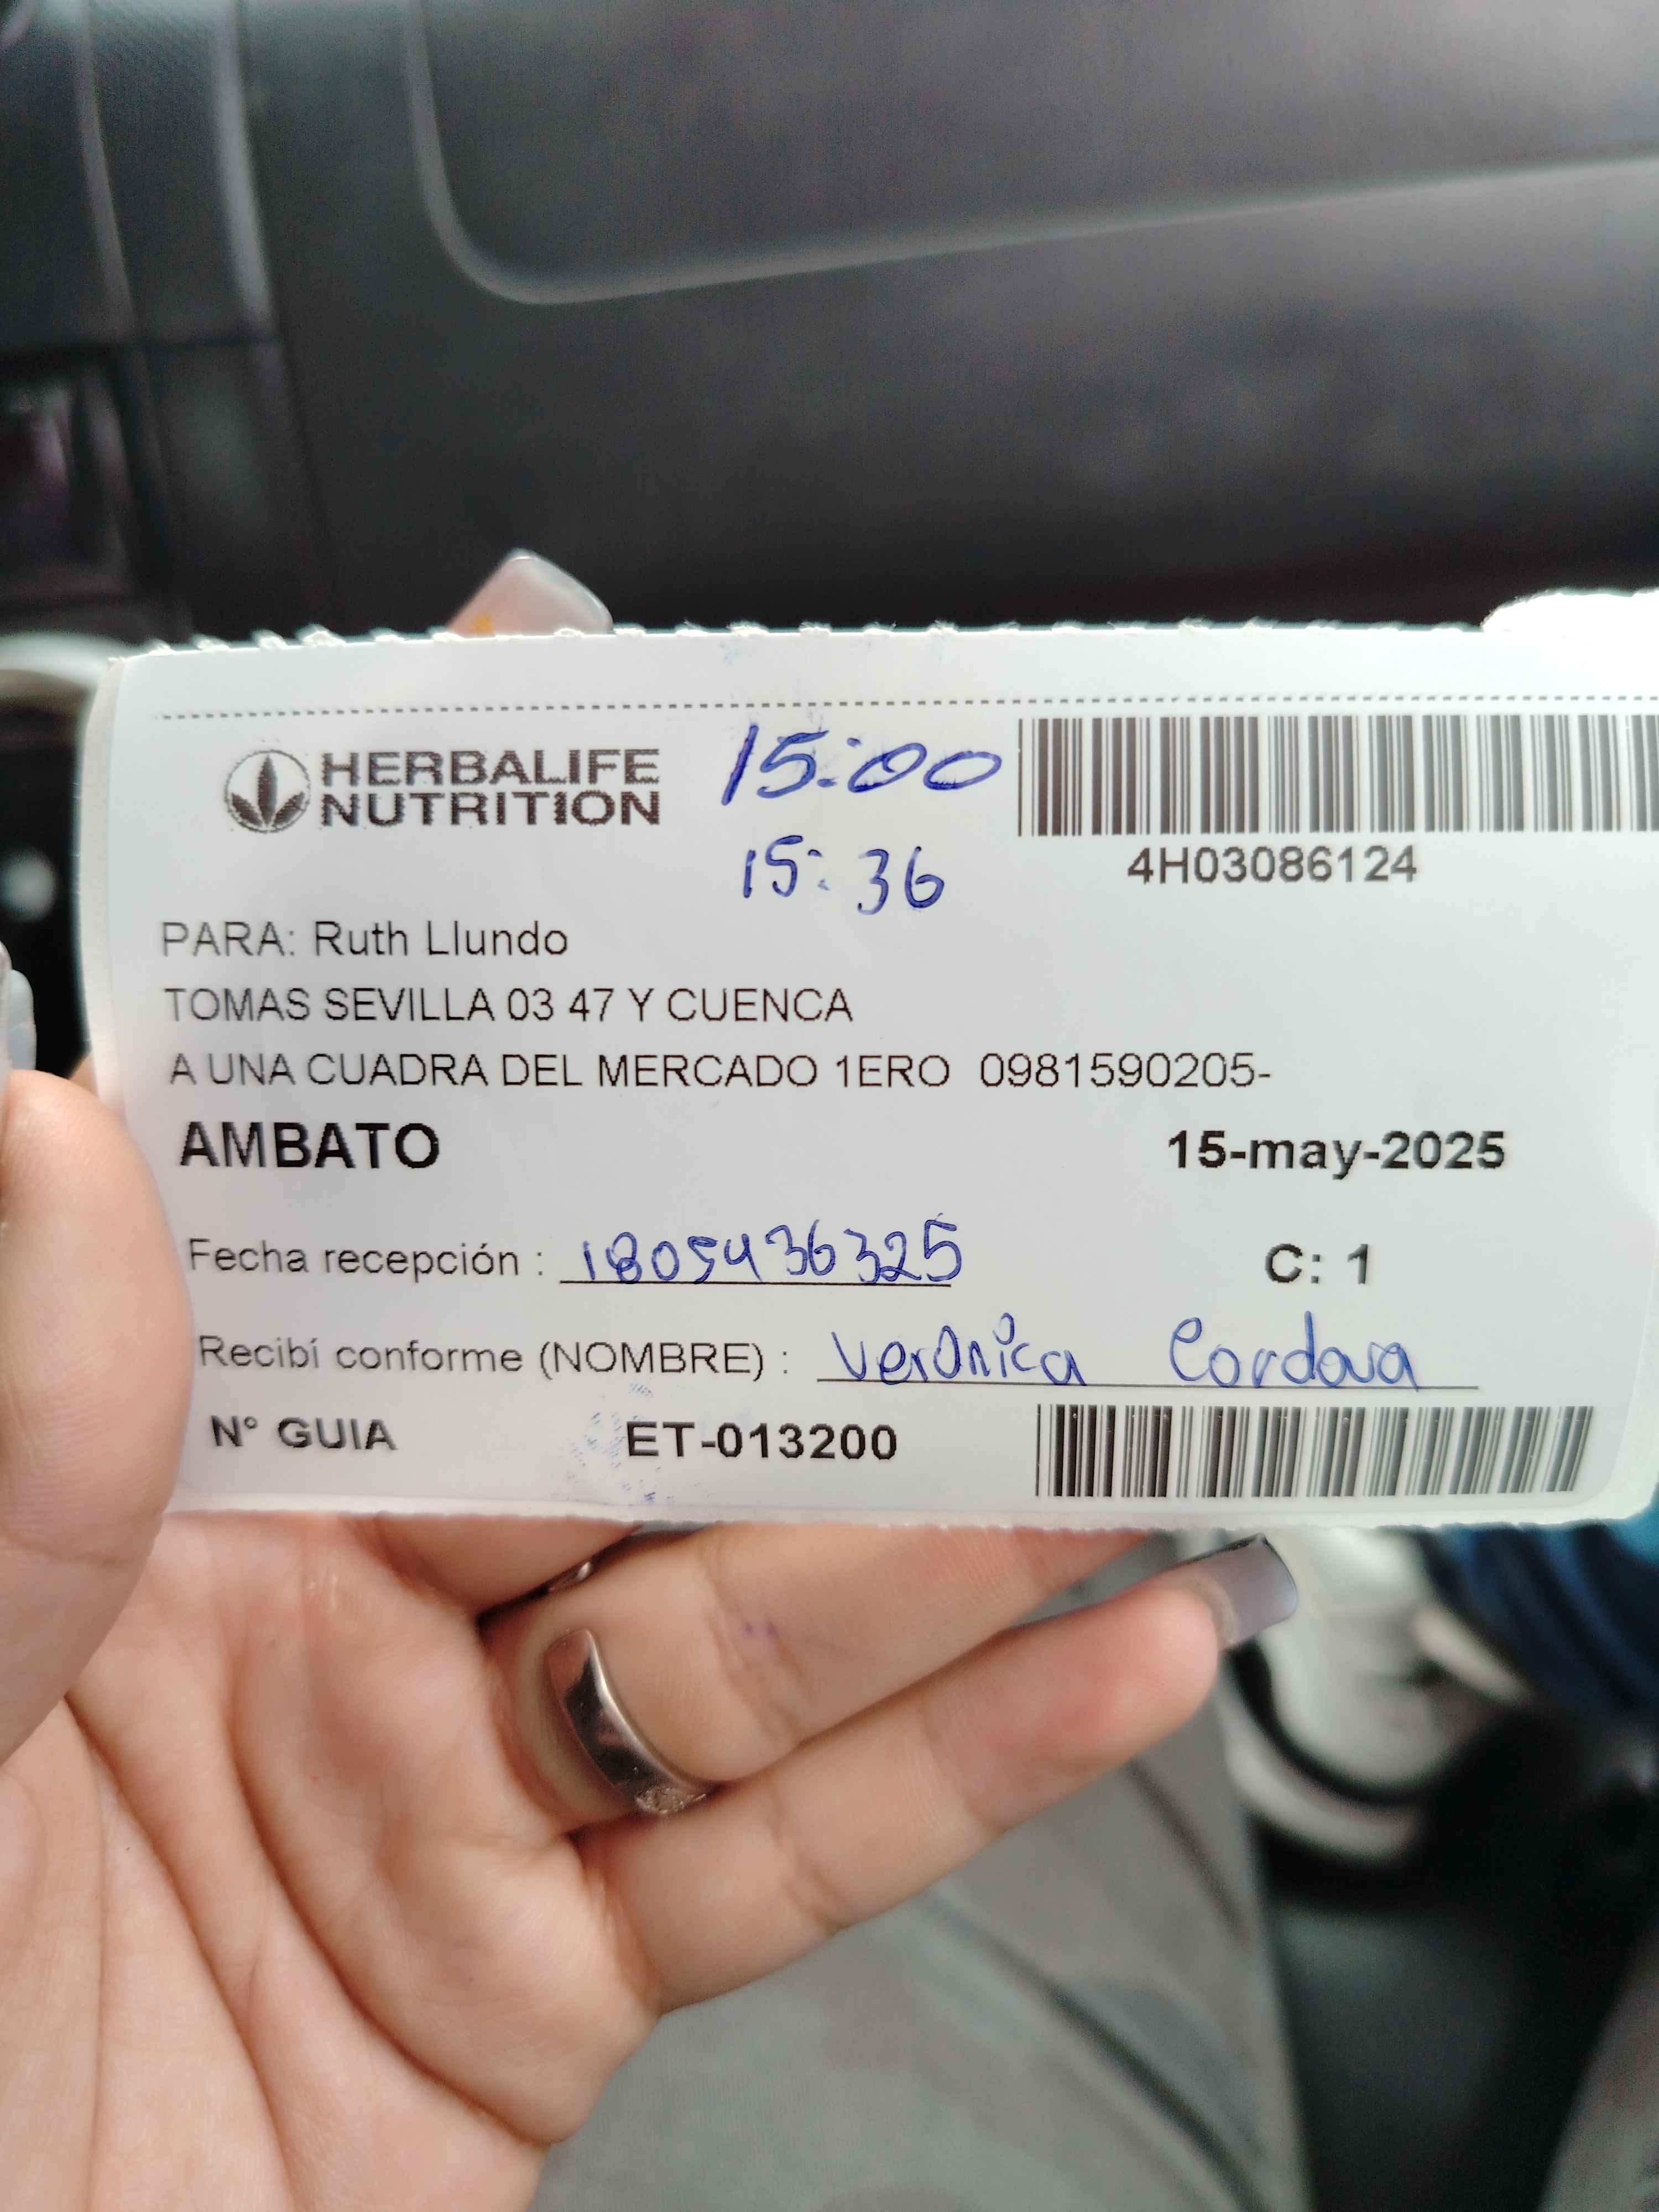 HERBALIFE
NUTRITION
15:00
15:36
4H03086124
PARA: Ruth Llundo
TOMAS SEVILLA 03 47 Y CUENCA
A UNA CUADRA DEL MERCADO 1ERO 0981590205-
AMBATO 15-may-2025
Fecha recepción : 1805436325 C: 1
Recibí conforme (NOMBRE) : Veronica Cordova
N° GUIA ET-013200